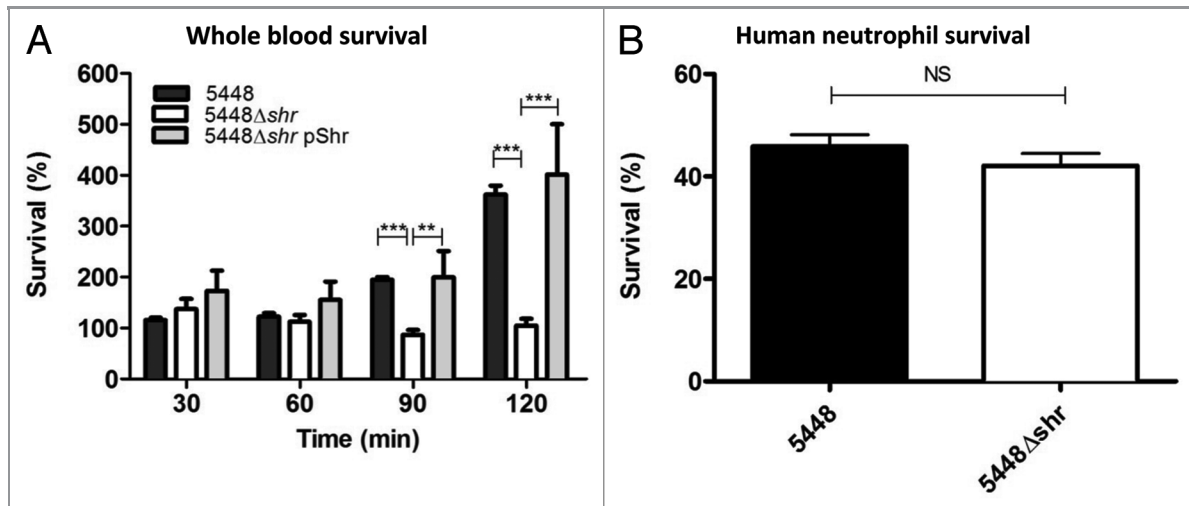 A
Whole blood survival
600
500
400
300
200
100
0
Survival (%)
5448
5448Δshr
5448Δshr pShr
***
**
***
***
30 60 90 120
Time (min)
B
Human neutrophil survival
60
40
20
0
Survival (%)
NS
5448
5448Δshr